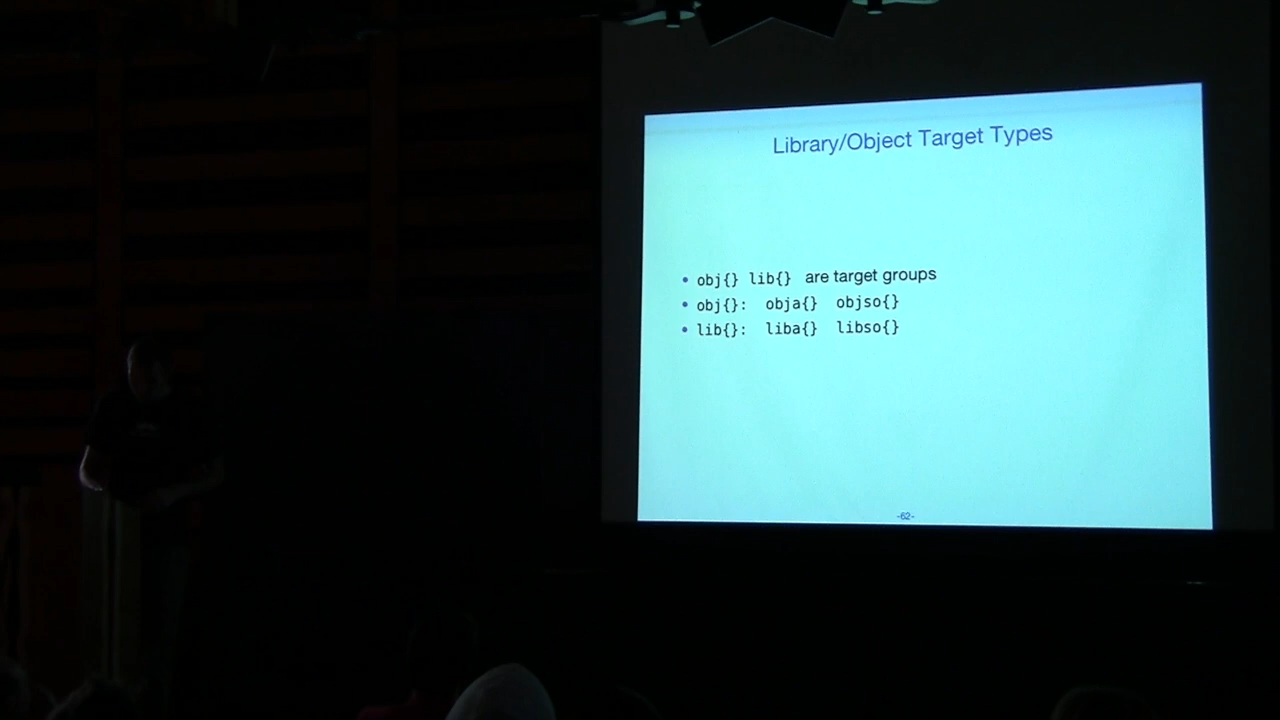 Library/Object Target Types
• obj{} lib{} are target groups
• obj{}: obja{} objso{}
• lib{}: liba{} libso{}
-62-